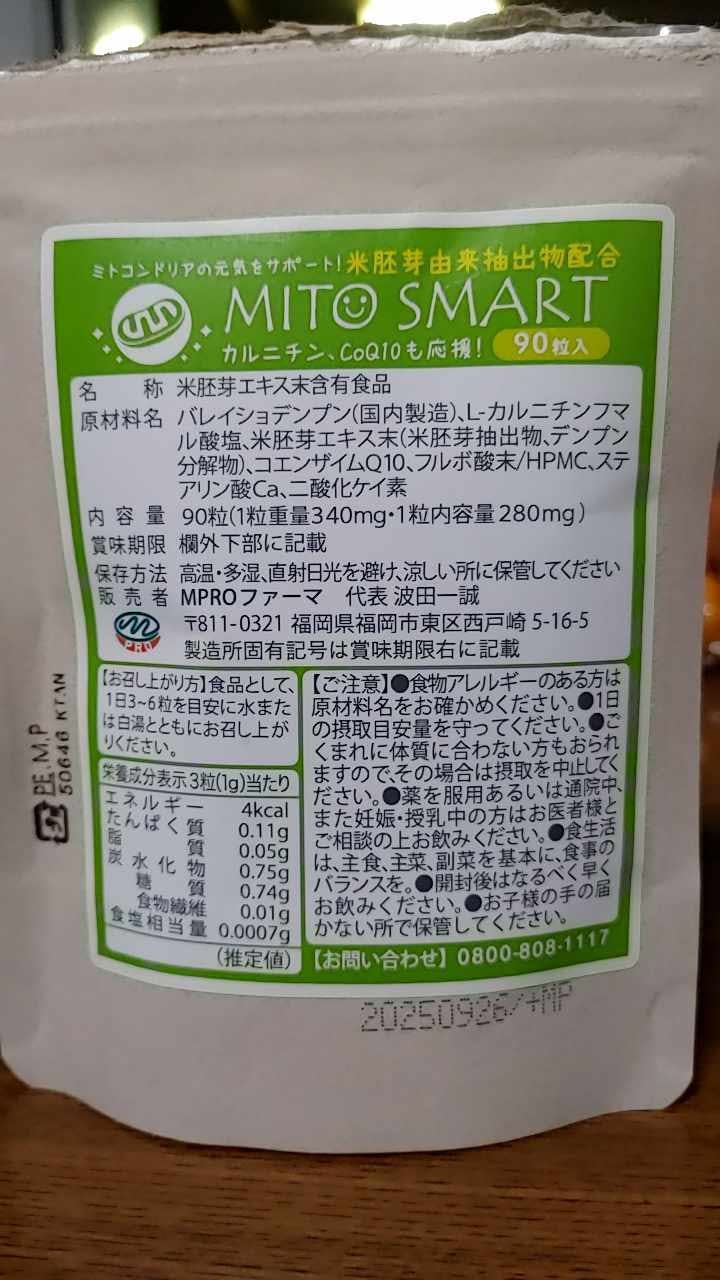 ミトコンドリアの元気をサポート!米胚芽由来抽出物配合
MITO SMART
カルニチン、CoQ10も応援! 90粒入
名称 米胚芽エキス末含有食品
原材料名 バレイショデンプン(国内製造)、L-カルニチンフマ
ル酸塩、米胚芽エキス末(米胚芽抽出物、デンプン
分解物)、コエンザイムQ10、フルボ酸末/HPMC、ステ
アリン酸Ca、二酸化ケイ素
内容量 90粒(1粒重量340mg・1粒内容量280mg)
賞味期限 欄外下部に記載
保存方法 高温・多湿、直射日光を避け、涼しい所に保管してください
販売者 MPROファーマ 代表 波田一誠
〒811-0321 福岡県福岡市東区西戸崎 5-16-5
製造所固有記号は賞味期限右に記載
PRO
【お召し上がり方】食品として、
1日3~6粒を目安に水また
は白湯とともにお召し上が
りください。
栄養成分表示 3粒(1g)当たり
エネルギー 4kcal
たんぱく質 0.11g
脂質 0.05g
炭水化物 0.75g
糖質 0.74g
食物繊維 0.01g
食塩相当量 0.0007g
(推定値)
【ご注意】●食物アレルギーのある方は
原材料名をお確かめください。●1日
の摂取目安量を守ってください。●ご
くまれに体質に合わない方もおられ
ますので、その場合は摂取を中止してく
ださい。●薬を服用あるいは通院中、
また妊娠・授乳中の方はお医者様と
ご相談の上お飲みください。●食生活
は、主食、主菜、副菜を基本に、食事の
バランスを。●開封後はなるべく早く
お飲みください。●お子様の手の届
かない所で保管してください。
【お問い合わせ】0800-808-1117
プラ PE.M.P
50646 KT.IN
20250926/+MP